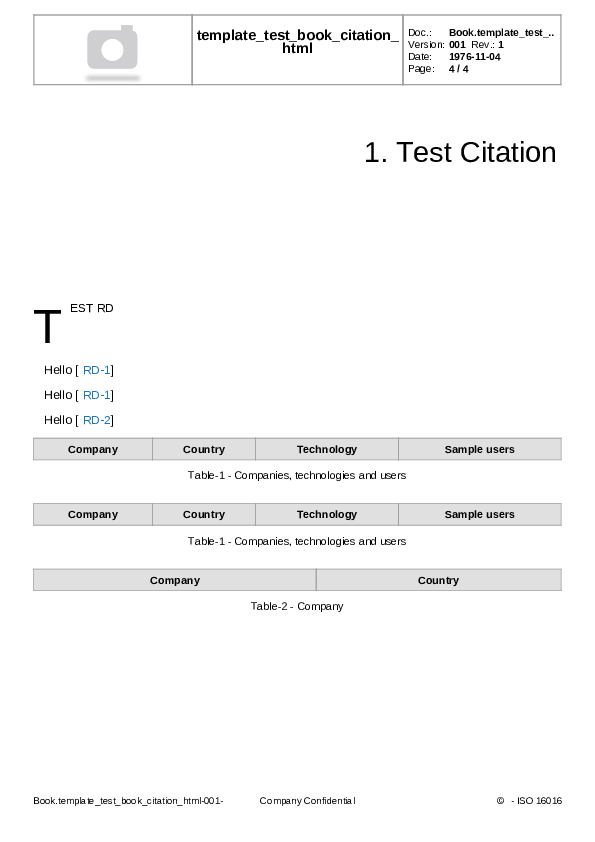 template_test_book_citation_
html
Doc.: Book.template_test_..
Version: 001 Rev.: 1
Date: 1976-11-04
Page: 4 / 4
1. Test Citation
TEST RD
Hello [ RD-1]
Hello [ RD-1]
Hello [ RD-2]
Company Country Technology Sample users
Table-1 - Companies, technologies and users
Company Country Technology Sample users
Table-1 - Companies, technologies and users
Company Country
Table-2 - Company
Book.template_test_book_citation_html-001- Company Confidential © - ISO 16016